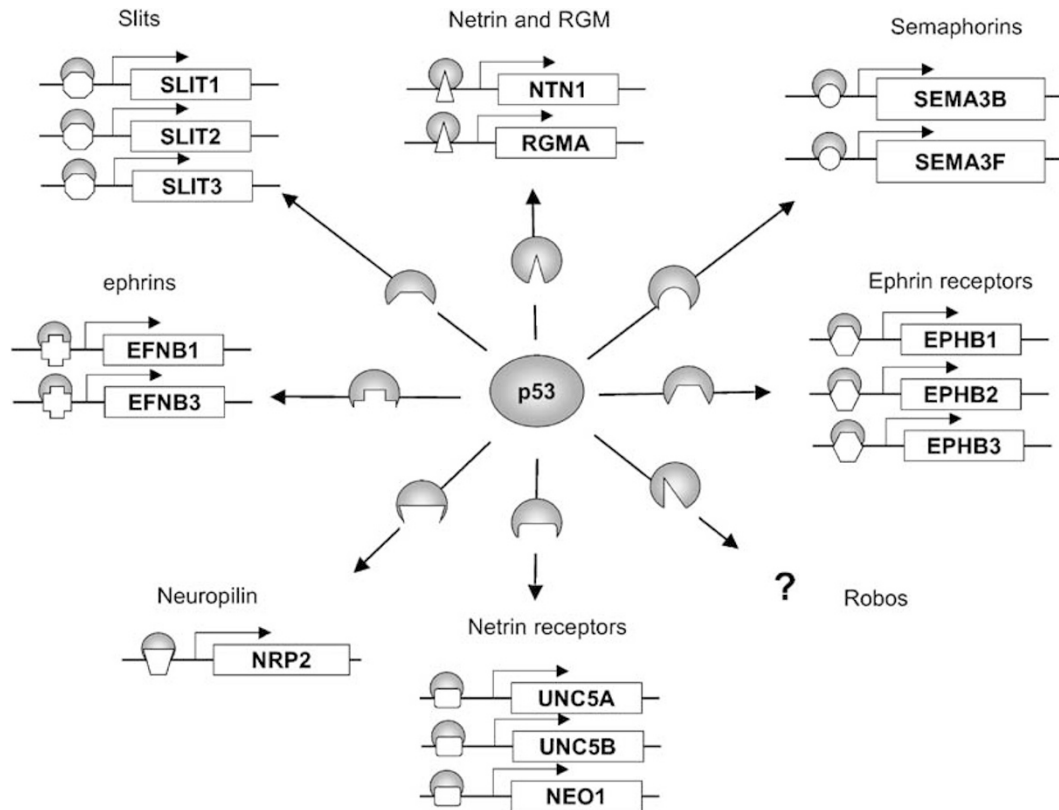 Slits
SLIT1
SLIT2
SLIT3
Netrin and RGM
NTN1
RGMA
Semaphorins
SEMA3B
SEMA3F
ephrins
EFNB1
EFNB3
p53
Ephrin receptors
EPHB1
EPHB2
EPHB3
Neuropilin
NRP2
Netrin receptors
UNC5A
UNC5B
NEO1
? Robos